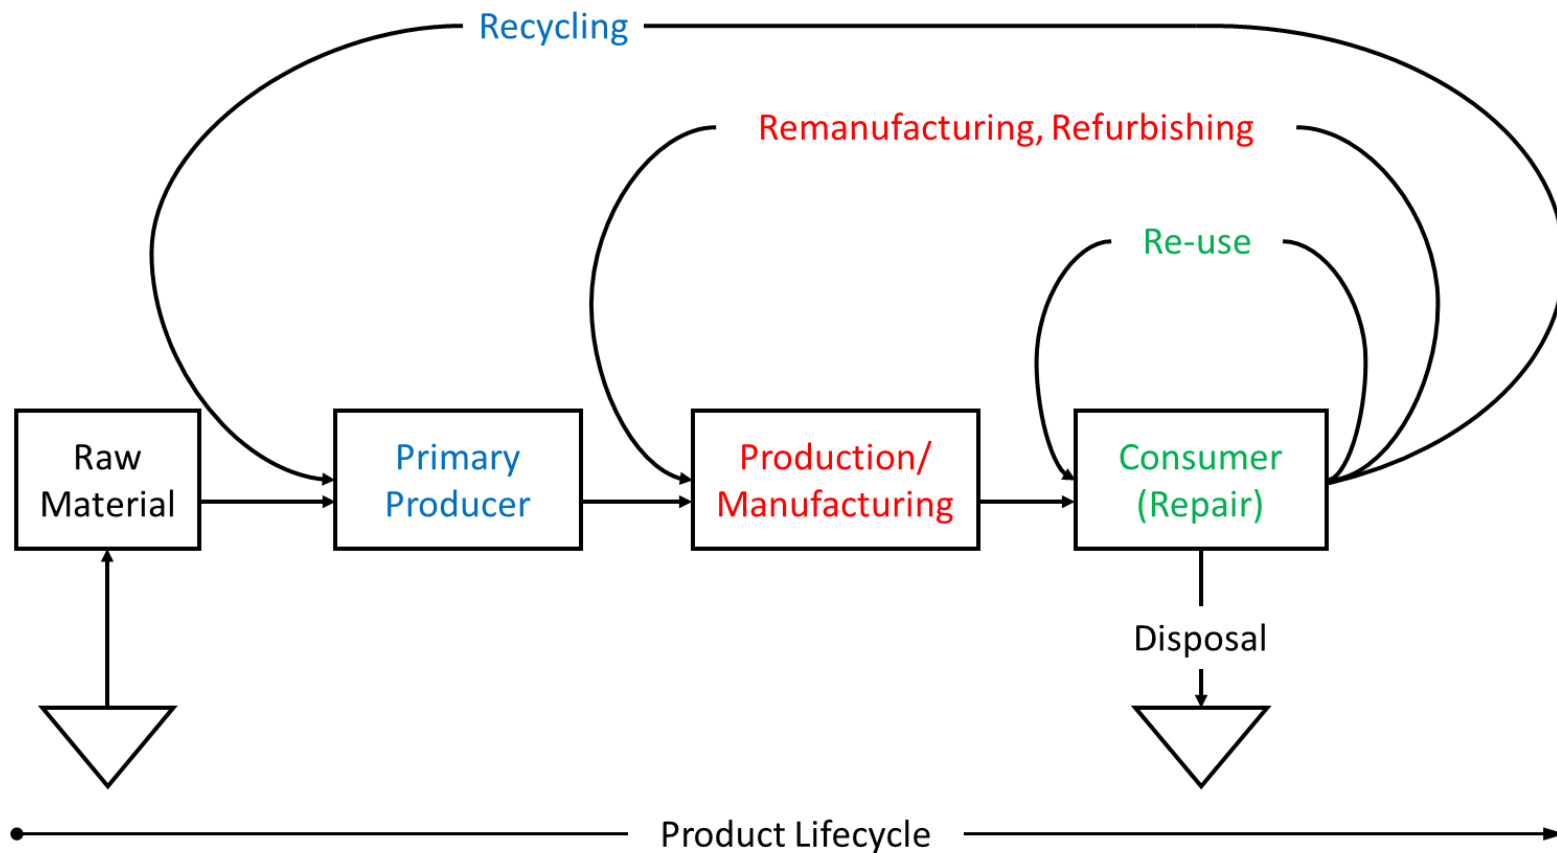 Recycling
Remanufacturing, Refurbishing
Re-use
Raw
Material
Primary
Producer
Production/
Manufacturing
Consumer
(Repair)
Disposal
Product Lifecycle